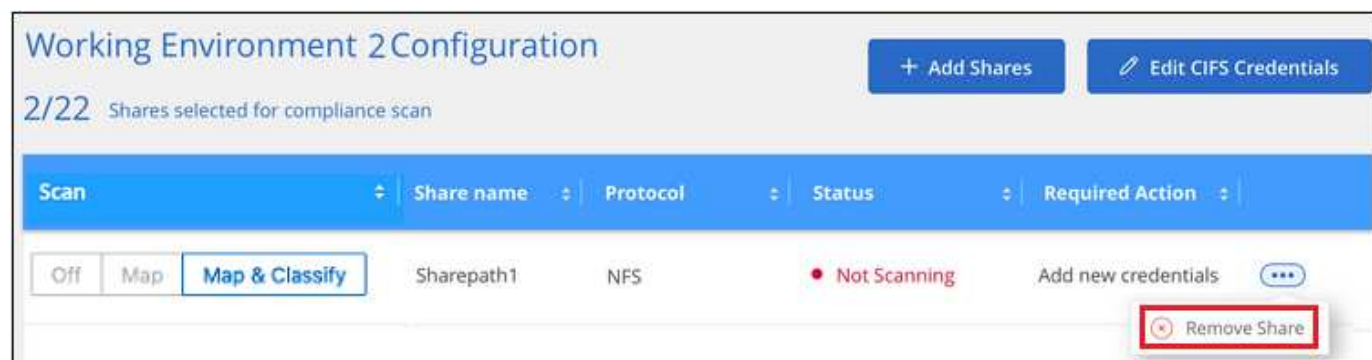 Working Environment 2 Configuration
+ Add Shares
Edit CIFS Credentials
2/22 Shares selected for compliance scan
Scan Share name Protocol Status Required Action
Off Map Map & Classify Sharepath1 NFS Not Scanning Add new credentials
Remove Share